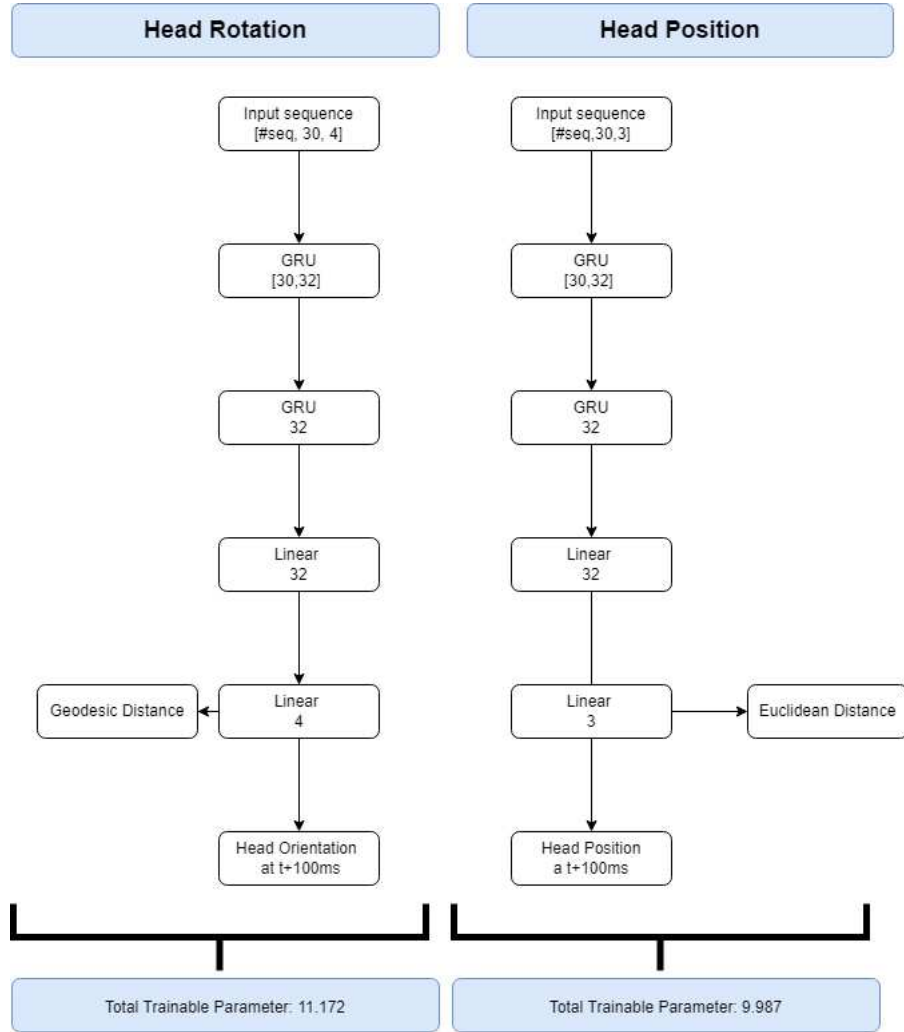 Head Rotation
Head Position
Input sequence
[#seq, 30, 4]
Input sequence
[#seq,30,3]
GRU
[30,32]
GRU
[30,32]
GRU
32
GRU
32
Linear
32
Linear
32
Geodesic Distance
Linear
4
Linear
3
Euclidean Distance
Head Orientation
at t+100ms
Head Position
a t+100ms
Total Trainable Parameter: 11.172
Total Trainable Parameter: 9.987